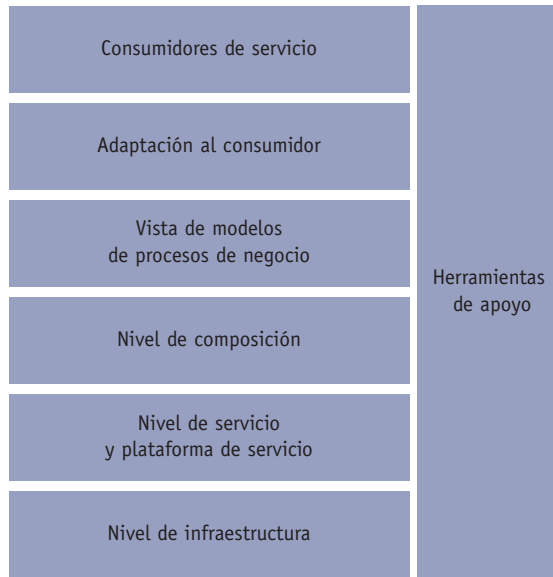 Consumidores de servicio
Adaptación al consumidor
Vista de modelos
de procesos de negocio
Nivel de composición
Nivel de servicio
y plataforma de servicio
Nivel de infraestructura
Herramientas
de apoyo